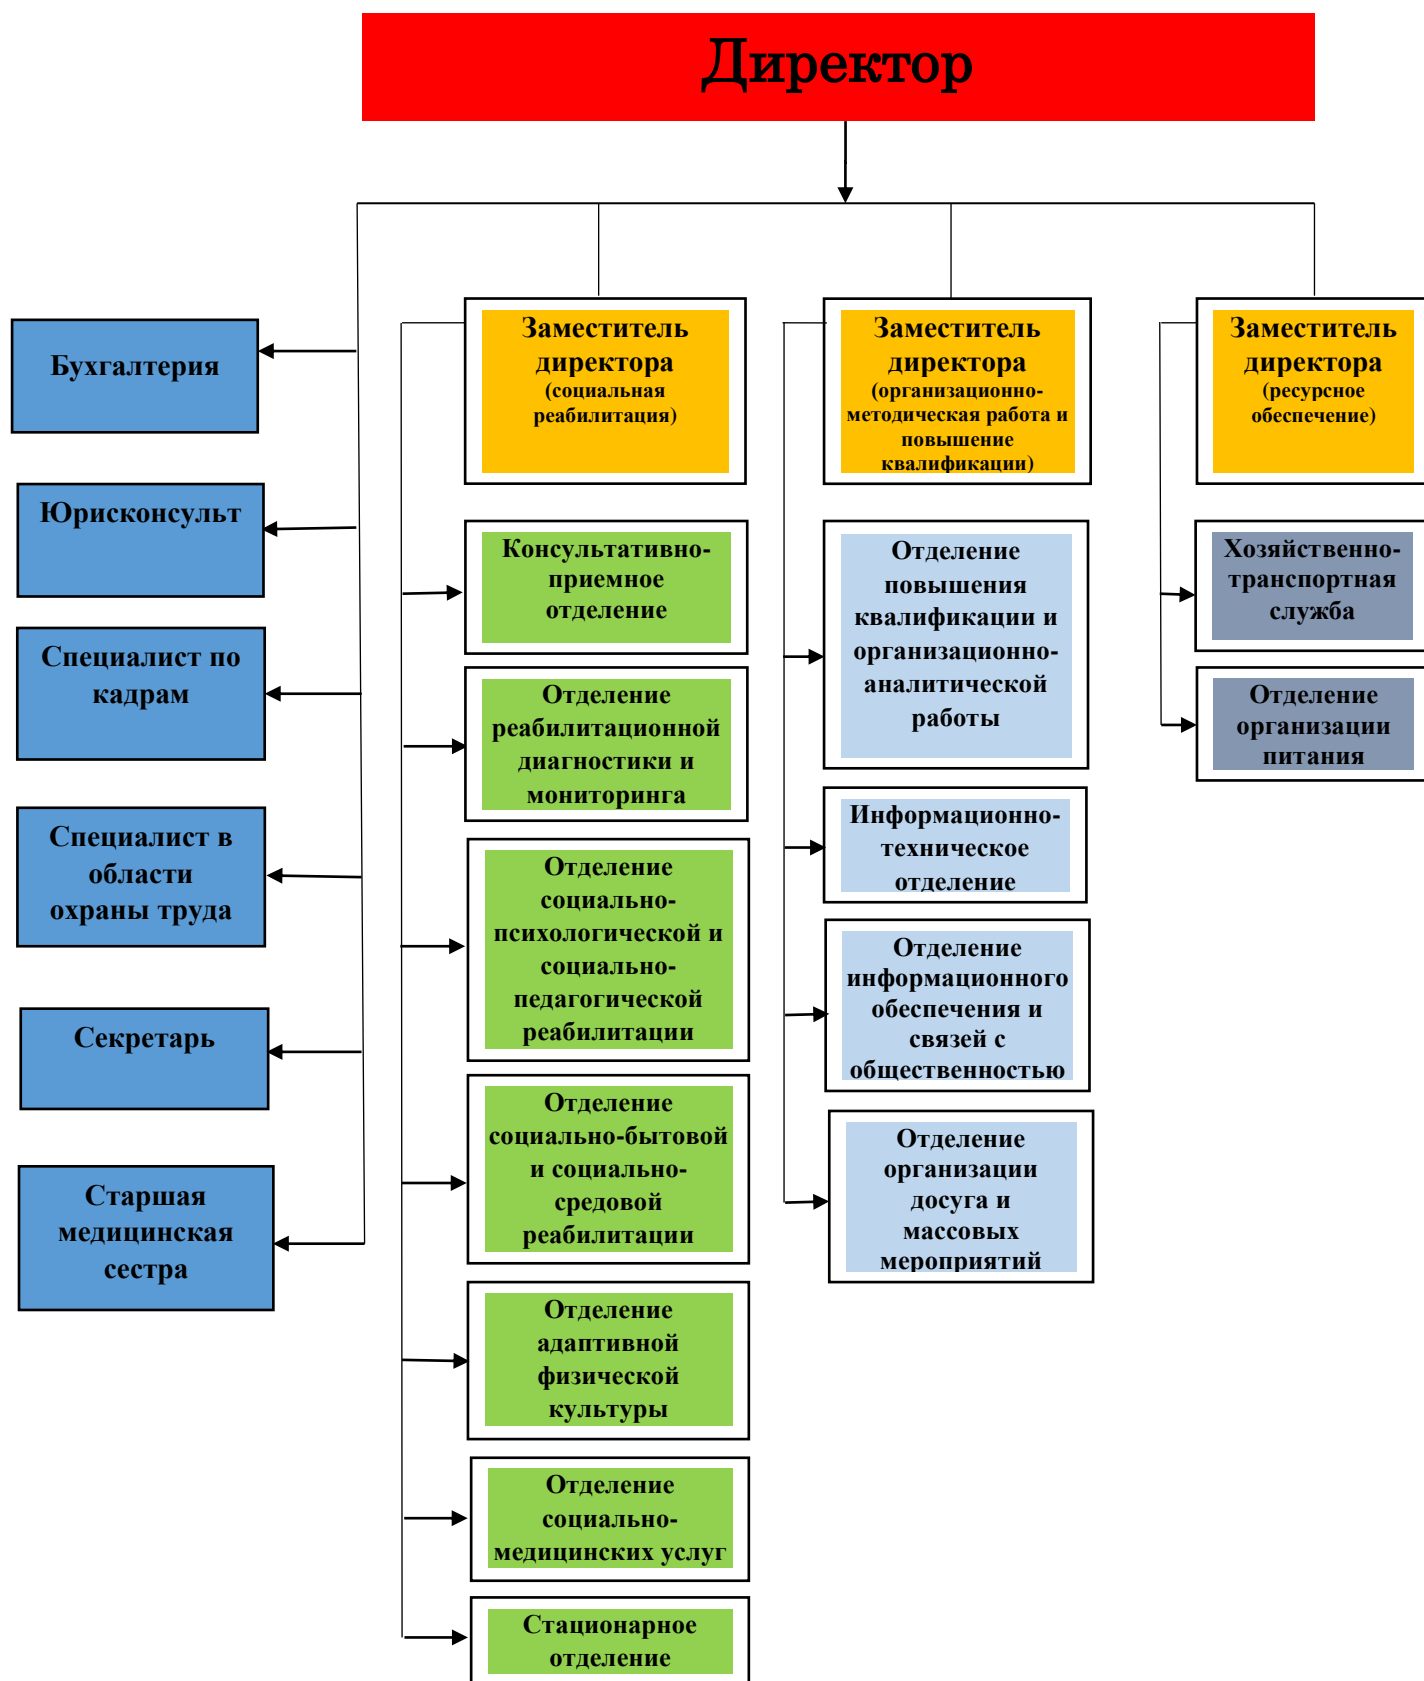 Директор
Бухгалтерия
Юрисконсульт
Специалист по
кадрам
Специалист в
области
охраны труда
Секретарь
Старшая
медицинская
сестра
Заместитель
директора
(социальная
реабилитация)
Консультативно-
приемное
отделение
Отделение
реабилитационной
диагностики и
мониторинга
Отделение
социально-
психологической и
социально-
педагогической
реабилитации
Отделение
социально-бытовой
и социально-
средовой
реабилитации
Отделение
адаптивной
физической
культуры
Отделение
социально-
медицинских услуг
Стационарное
отделение
Заместитель
директора
(организационно-
методическая работа и
повышение
квалификации)
Отделение
повышения
квалификации и
организационно-
аналитической
работы
Информационно-
техническое
отделение
Отделение
информационного
обеспечения и
связей с
общественностью
Отделение
организации
досуга и
массовых
мероприятий
Заместитель
директора
(ресурсное
обеспечение)
Хозяйственно-
транспортная
служба
Отделение
организации
питания